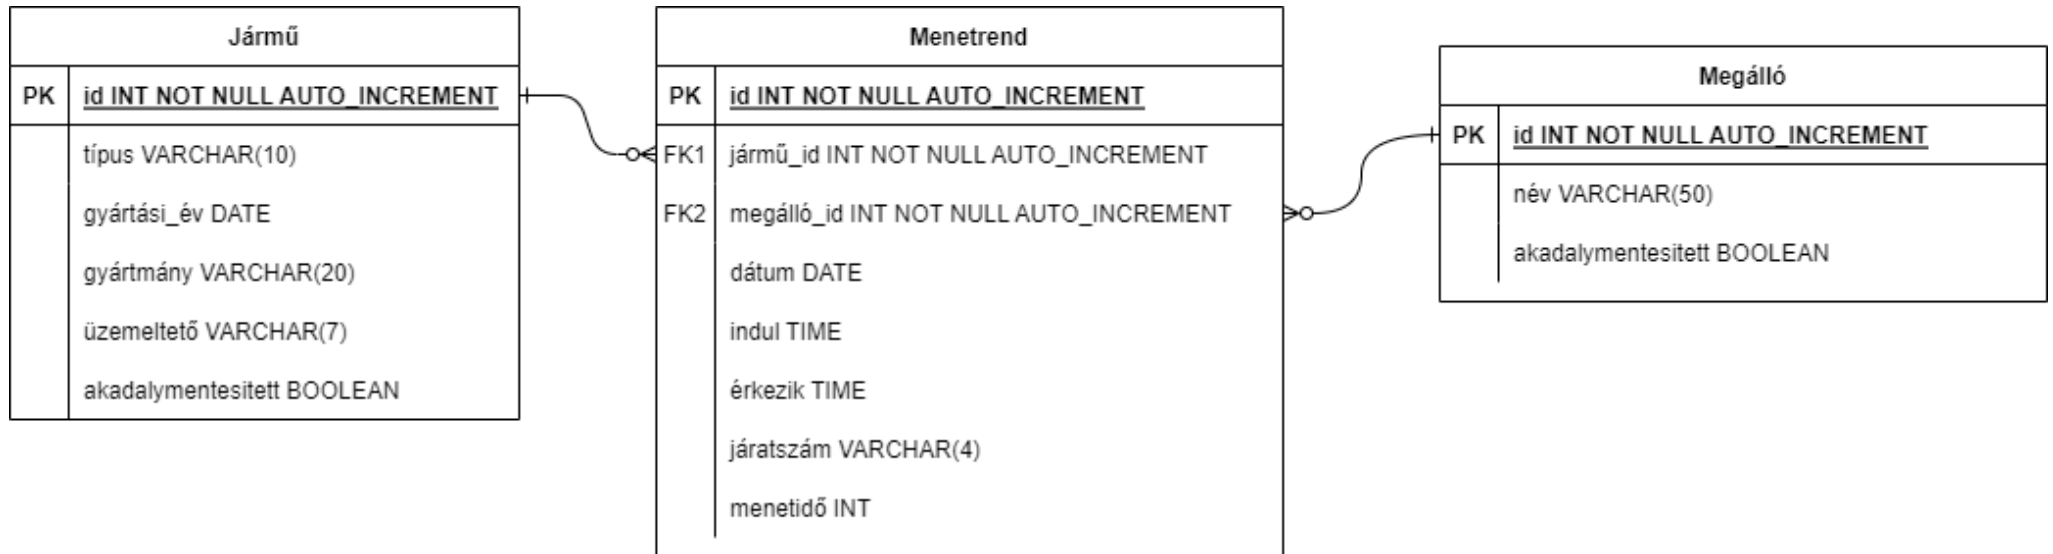 Jármű
PK id INT NOT NULL AUTO_INCREMENT
típus VARCHAR(10)
gyártási_év DATE
gyártmány VARCHAR(20)
üzemeltető VARCHAR(7)
akadalymentesitett BOOLEAN
Menetrend
PK id INT NOT NULL AUTO_INCREMENT
FK1 jármű_id INT NOT NULL AUTO_INCREMENT
FK2 megálló_id INT NOT NULL AUTO_INCREMENT
dátum DATE
indul TIME
érkezik TIME
járatszám VARCHAR(4)
menetidő INT
Megálló
PK id INT NOT NULL AUTO_INCREMENT
név VARCHAR(50)
akadalymentesitett BOOLEAN